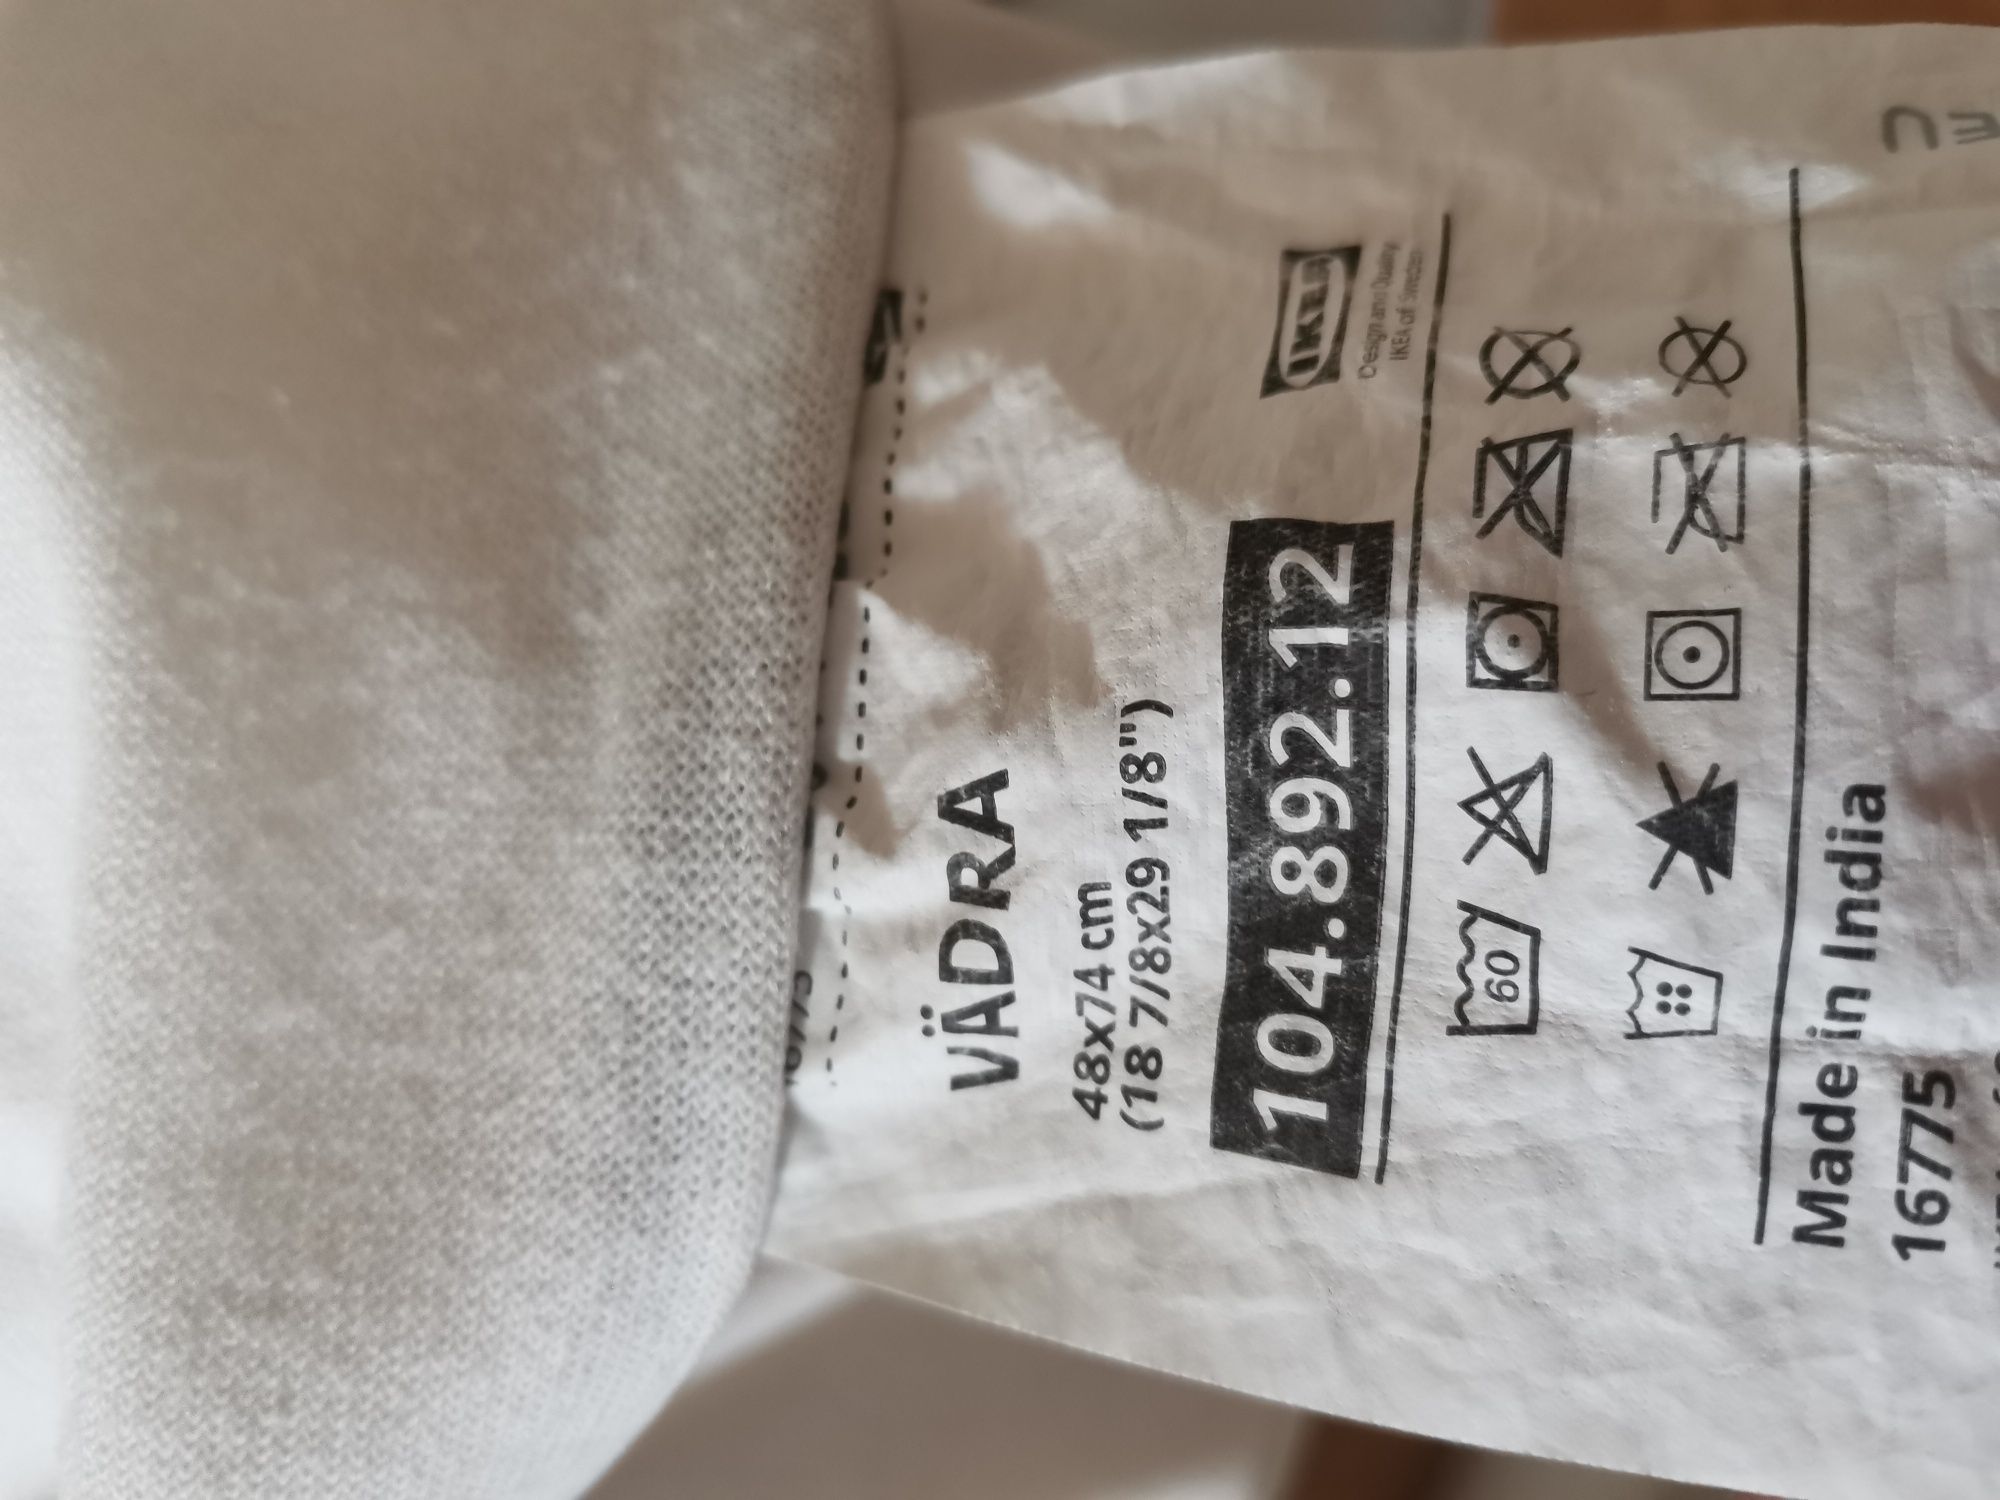 VÄDRA
48x74 cm
(18 7/8x29 1/8")
104.892.12
IKEA
Design and Quality
IKEA of Sweden
60
Made in India
16775